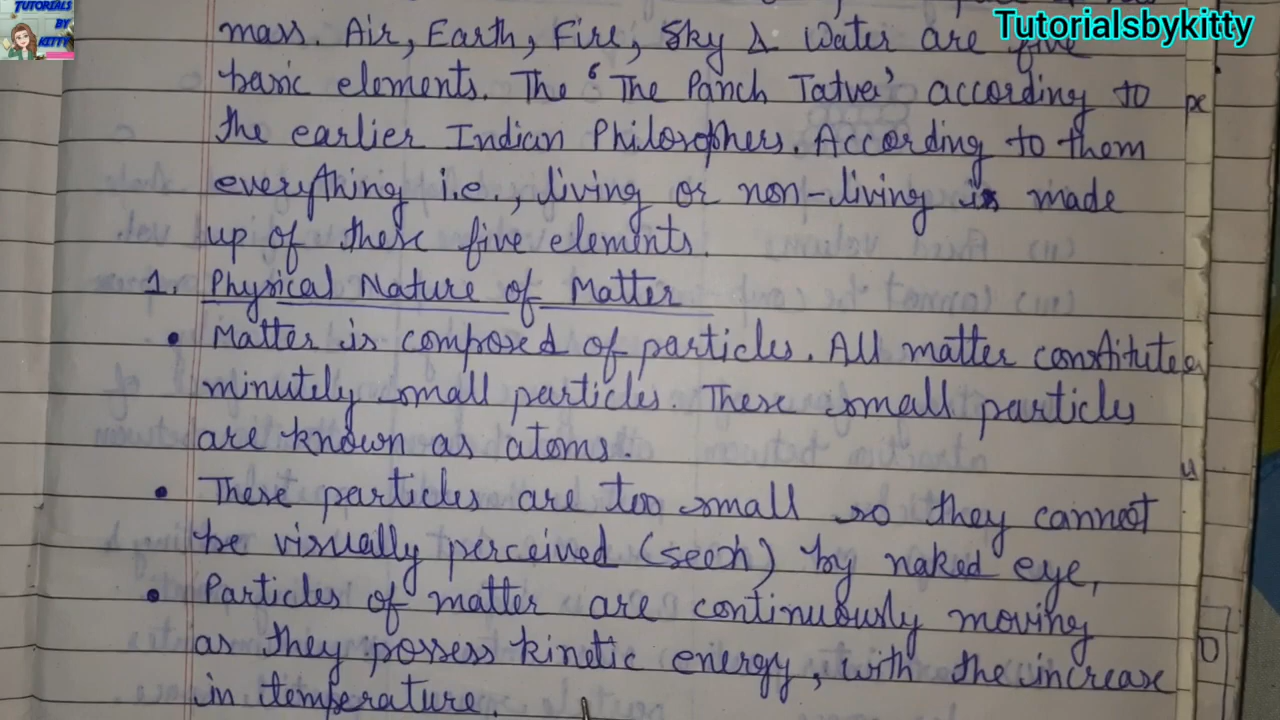 TUTORIALS
BY
KITTY
Tutorialsbykitty
mass. Air, Earth, Fire, Sky & Water are five
basic elements. The ' The Panch Tatva' according to
the earlier Indian Philosophers. According to them
everything i.e., living or non-living is made
up of these five elements.
1. Physical Nature of Matter
• Matter is composed of particles. All matter constitutes
minutely small particles. These small particles
are known as atoms.
• These particles are too small so they cannot
be visually perceived (seen) by naked eye,
• Particles of matter are continuously moving
as they possess kinetic energy, with the increase
in temperature.